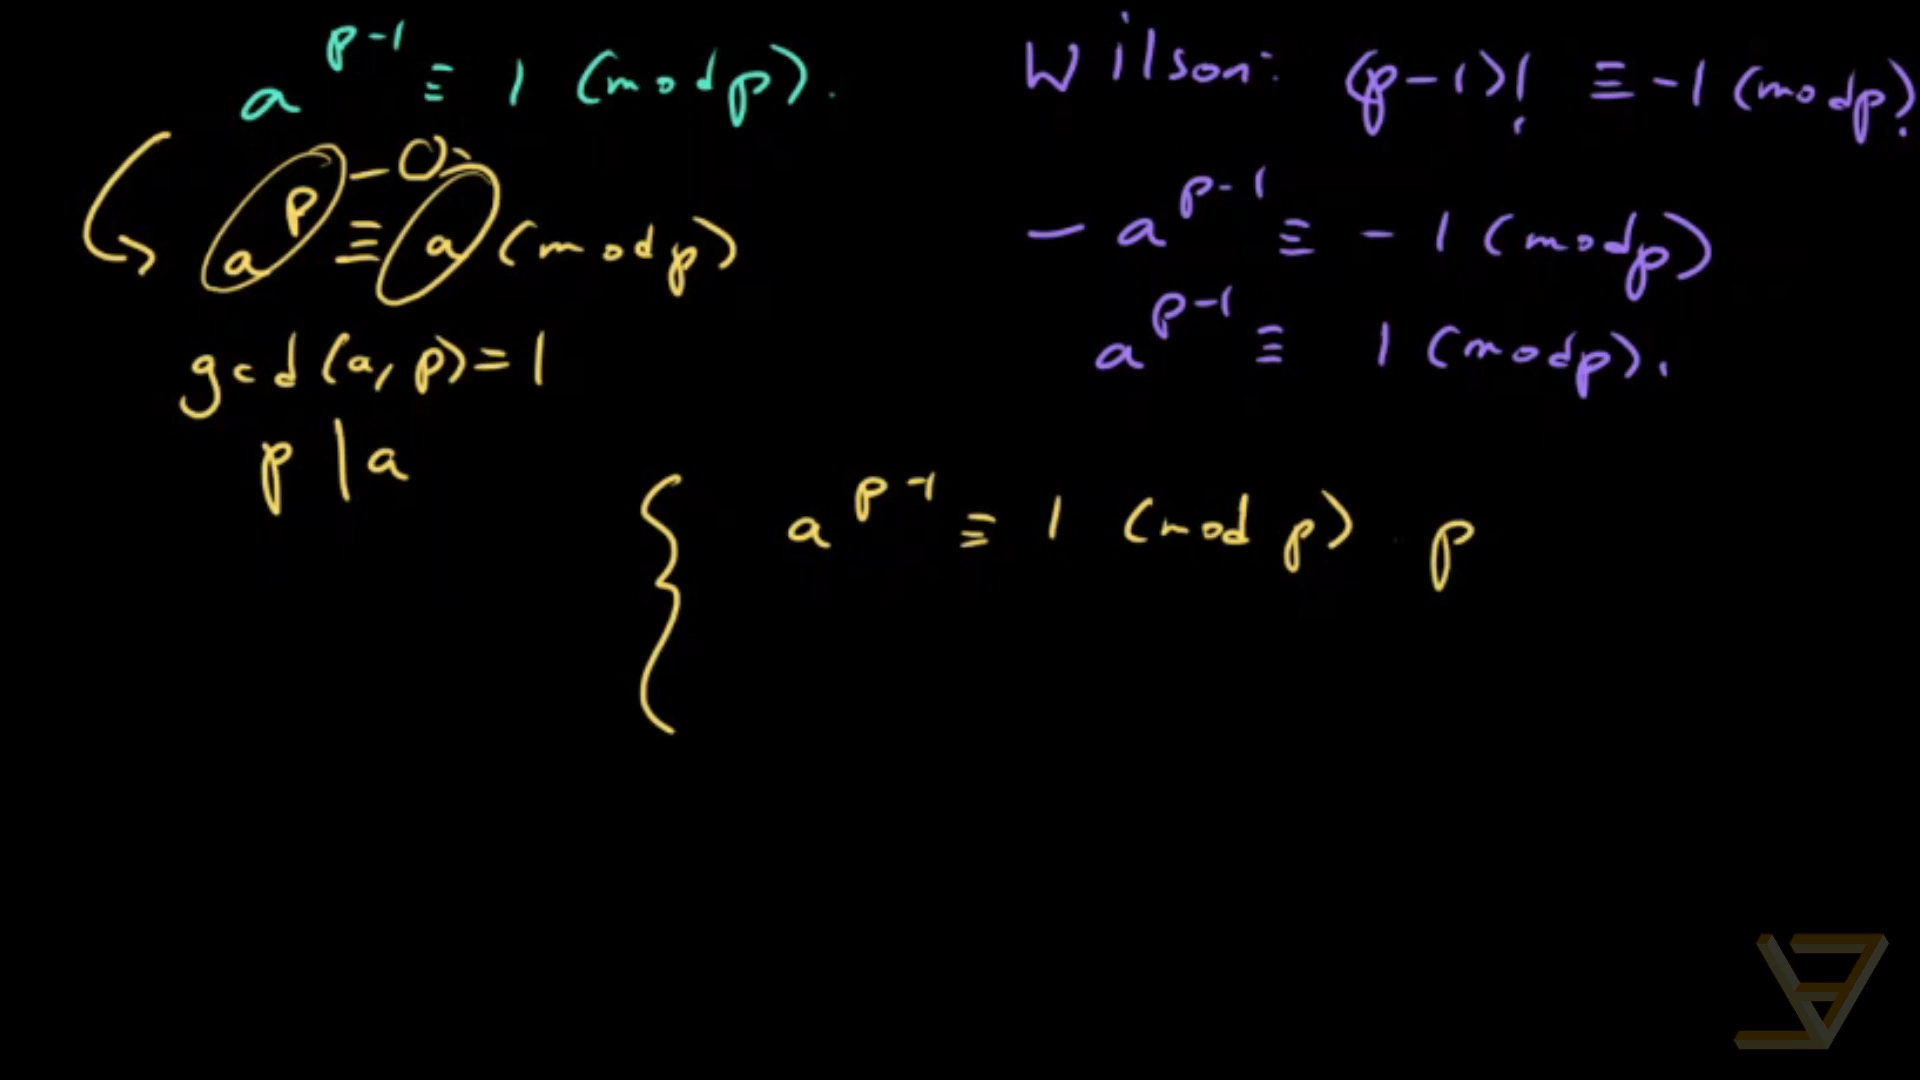 a^{p-1} ≡ 1 (mod p).
a^p ≡ a (mod p)
– 0
gcd(a,p)=1
p | a
Wilson: (p-1)! ≡ -1 (mod p).
- a^{p-1} ≡ -1 (mod p)
a^{p-1} ≡ 1 (mod p).
{ a^{p-1} ≡ 1 (mod p) p